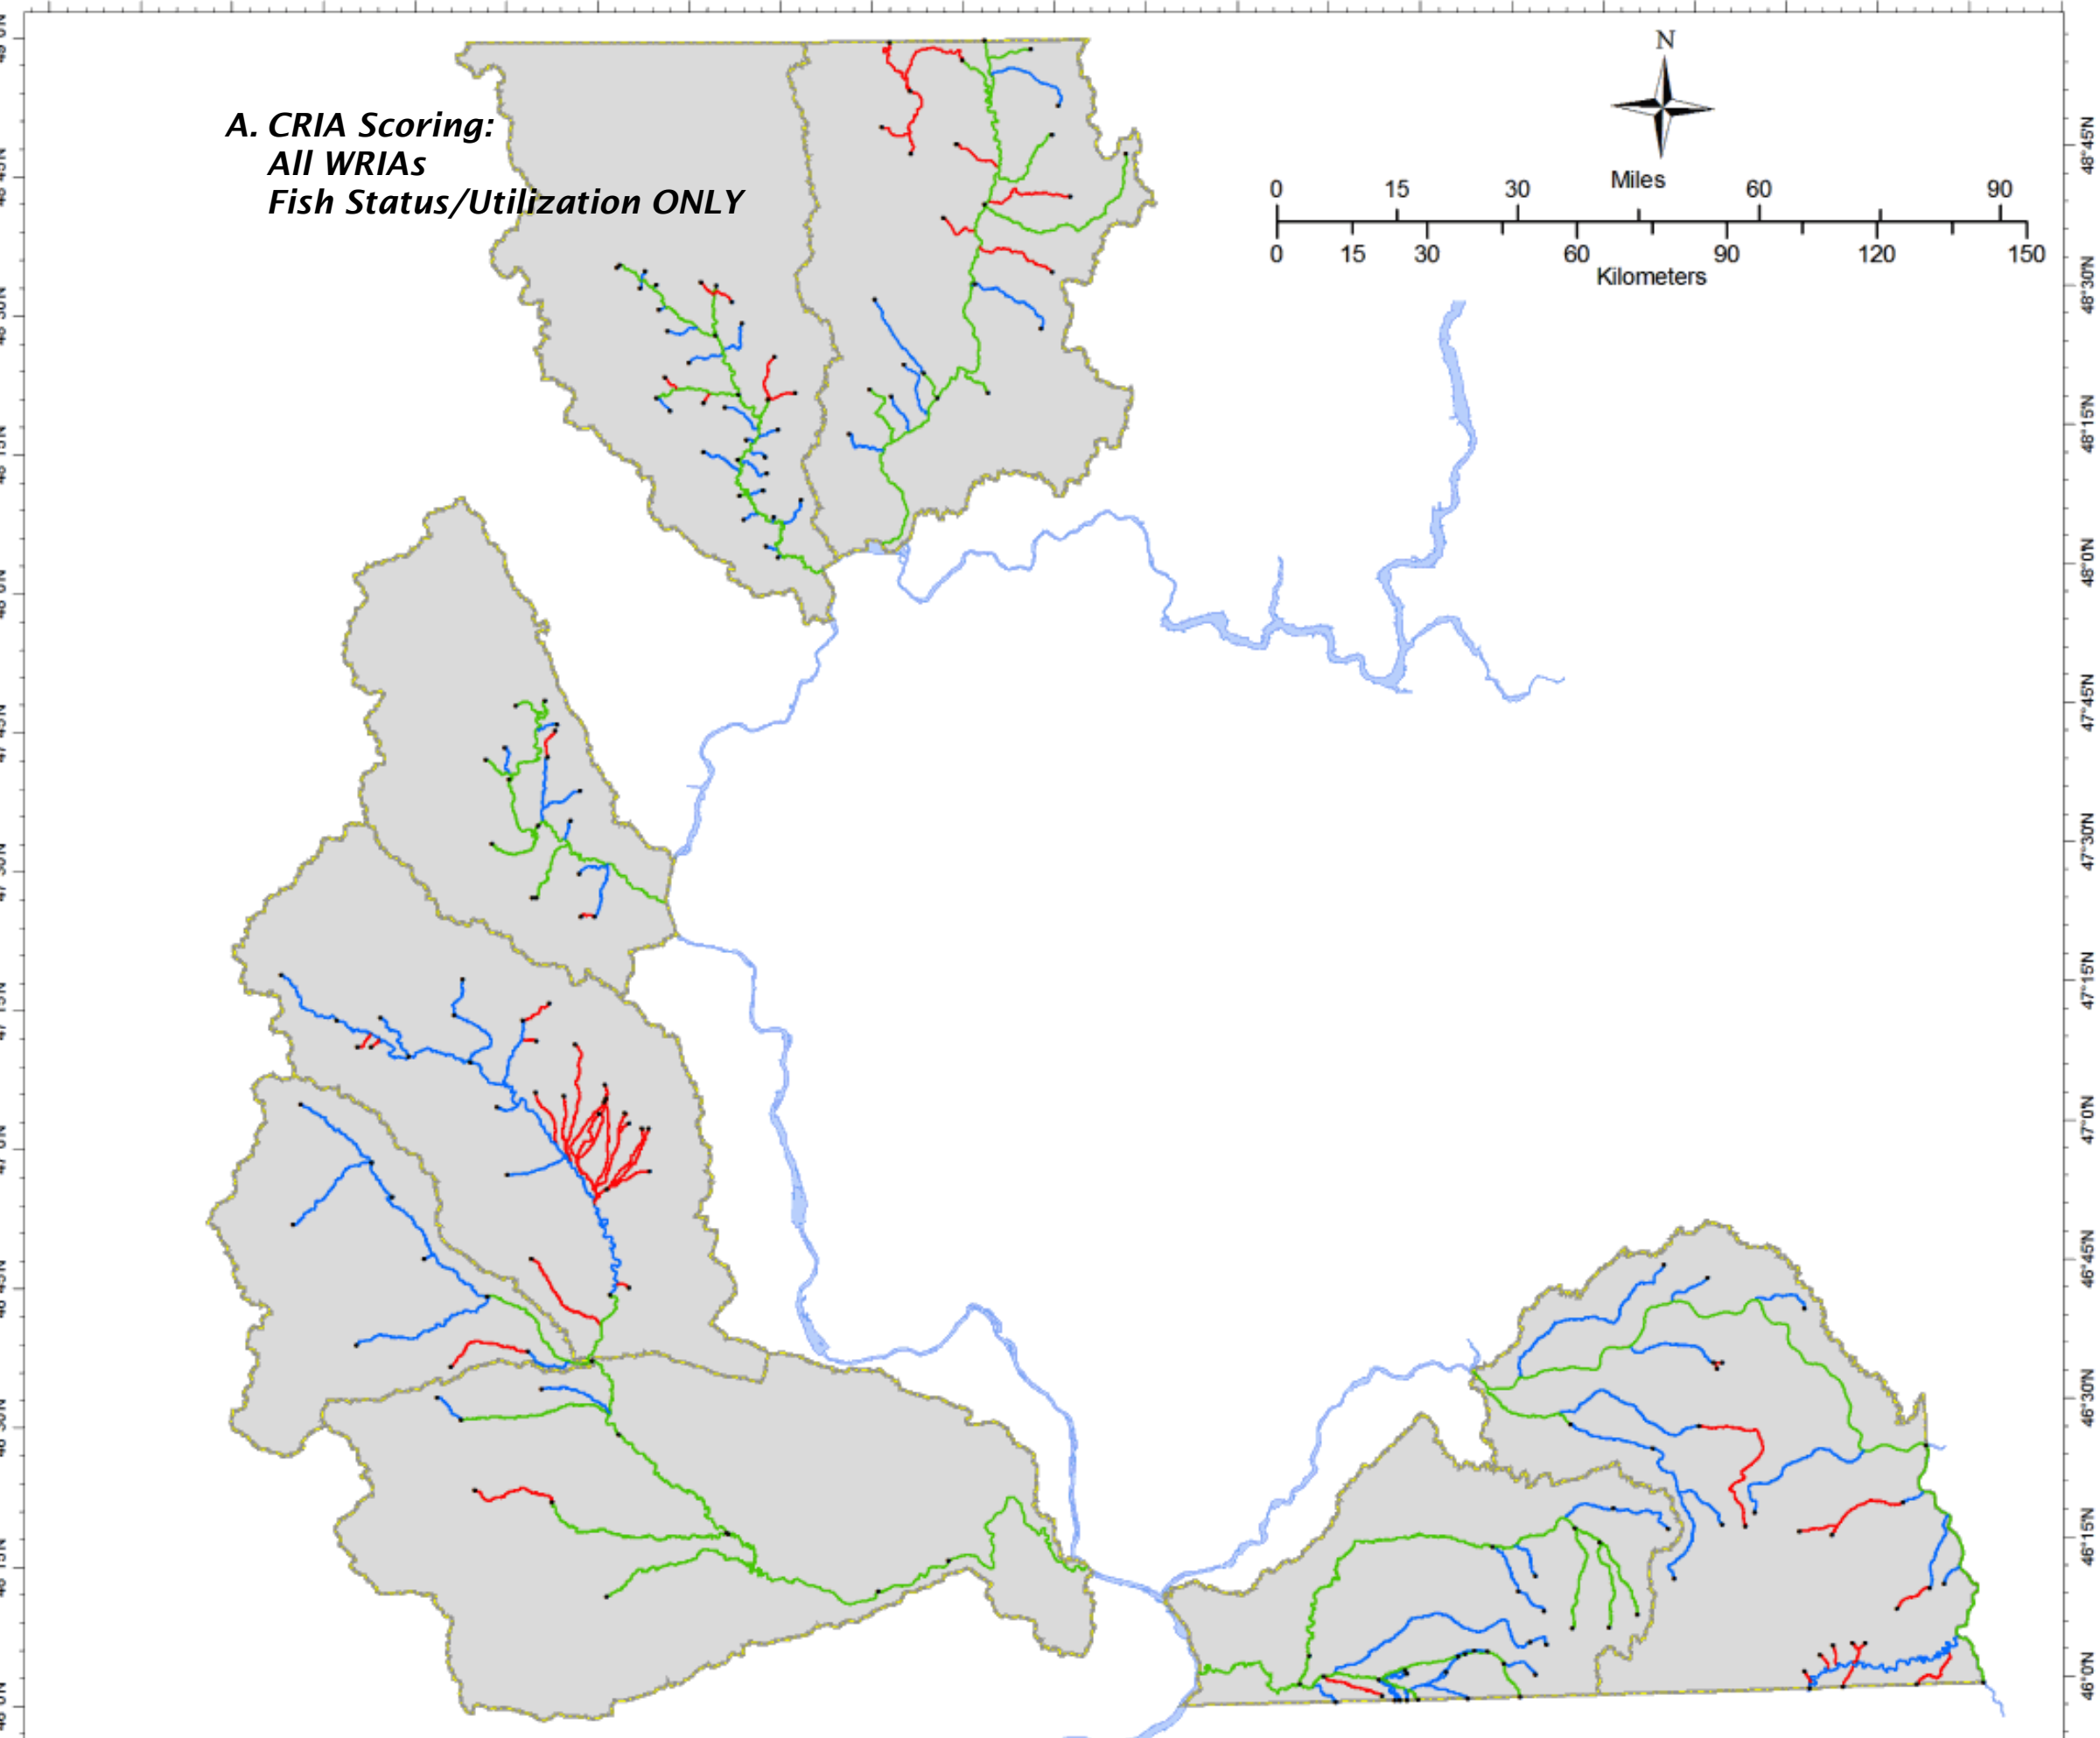 N
A. CRIA Scoring:
All WRIAs
Fish Status/Utilization ONLY
Miles
0 15 30 60 90
0 15 30 60 90 120 150
Kilometers
48°45'N
48°30'N
48°15'N
48°0'N
47°45'N
47°30'N
47°15'N
47°0'N
46°45'N
46°30'N
46°15'N
46°0'N